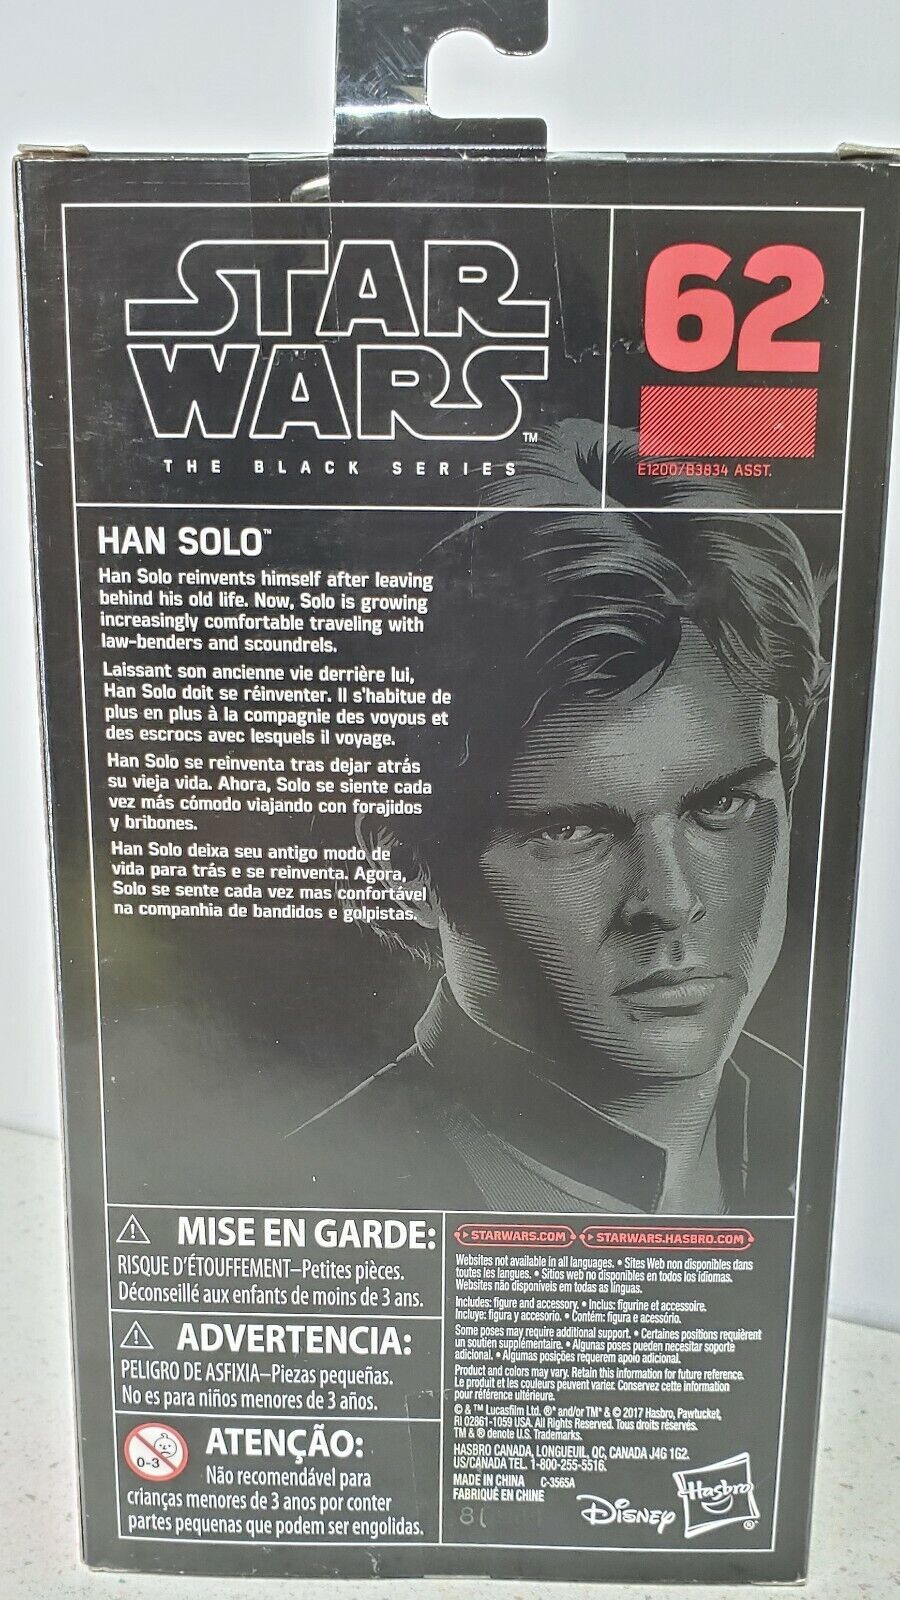 STAR
WARS™
THE BLACK SERIES
62
E1200/B3834 ASST.
HAN SOLO™
Han Solo reinvents himself after leaving
behind his old life. Now, Solo is growing
increasingly comfortable traveling with
law-benders and scoundrels.
Laissant son ancienne vie derrière lui,
Han Solo doit se réinventer. Il s'habitue de
plus en plus à la compagnie des voyous et
des escrocs avec lesquels il voyage.
Han Solo se reinventa tras dejar atrás
su vieja vida. Ahora, Solo se siente cada
vez más cómodo viajando con forajidos
y bribones.
Han Solo deixa seu antigo modo de
vida para trás e se reinventa. Agora,
Solo se sente cada vez mas confortável
na companhia de bandidos e golpistas.
⚠ MISE EN GARDE:
RISQUE D'ÉTOUFFEMENT–Petites pièces.
Déconseillé aux enfants de moins de 3 ans.
⚠ ADVERTENCIA:
PELIGRO DE ASFIXIA–Piezas pequeñas.
No es para niños menores de 3 años.
0-3
ATENÇÃO:
Não recomendável para
crianças menores de 3 anos por conter
partes pequenas que podem ser engolidas.
STARWARS.COM STARWARS.HASBRO.COM
Websites not available in all languages. • Sites Web non disponibles dans
toutes les langues. • Sitios web no disponibles en todos los idiomas.
Websites não disponíveis em todas as línguas.
Includes: figure and accessory. • Inclus: figurine et accessoire.
Incluye: figura y accesorio. • Contém: figura e acessório.
Some poses may require additional support. • Certaines positions requièrent
un soutien supplémentaire. • Algunas poses pueden necesitar soporte
adicional. • Algumas posições requerem apoio adicional.
Product and colors may vary. Retain this information for future reference.
Le produit et les couleurs peuvent varier. Conservez cette information
pour référence ultérieure.
© & ™ Lucasfilm Ltd. ®* and/or TM* & © 2017 Hasbro, Pawtucket,
RI 02861-1059 USA. All Rights Reserved. Tous droits réservés.
TM & ® denote U.S. Trademarks.
HASBRO CANADA, LONGUEUIL, QC, CANADA J4G 1G2.
US/CANADA TEL. 1-800-255-5516.
MADE IN CHINA C-3565A
FABRIQUÉ EN CHINE
Disney
Hasbro®